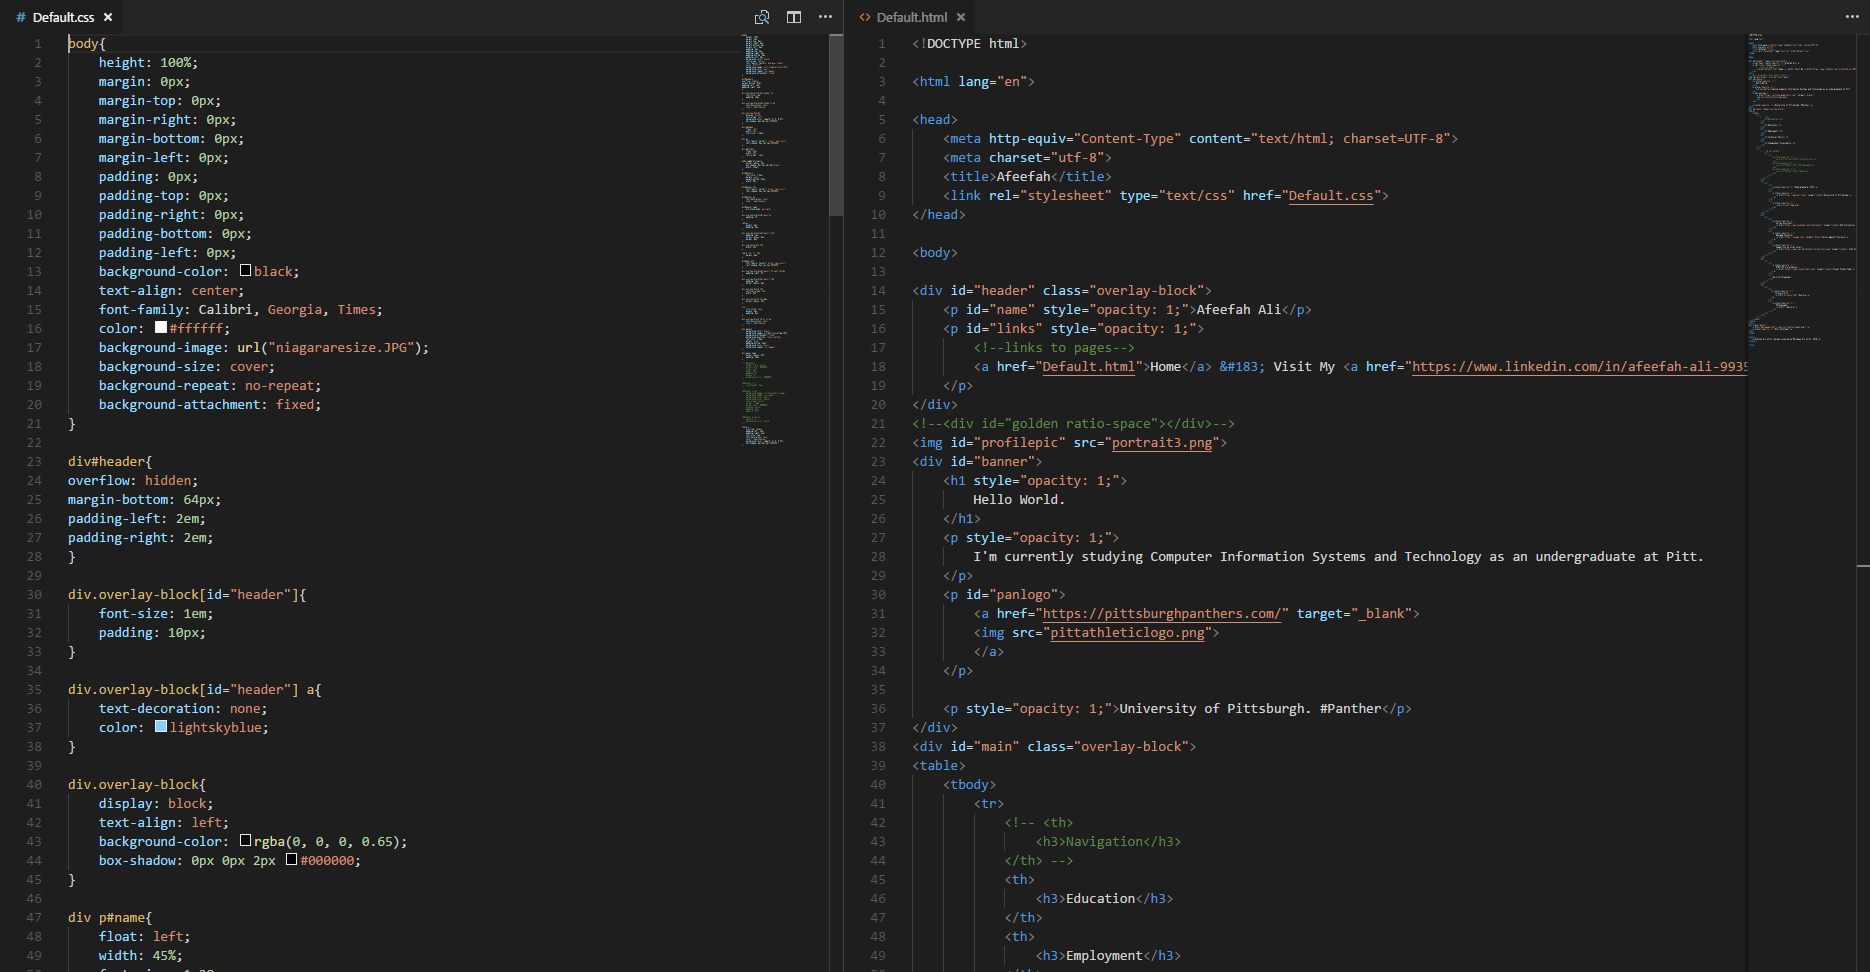 # Default.css ×
1 body{
2 height: 100%;
3 margin: 0px;
4 margin-top: 0px;
5 margin-right: 0px;
6 margin-bottom: 0px;
7 margin-left: 0px;
8 padding: 0px;
9 padding-top: 0px;
10 padding-right: 0px;
11 padding-bottom: 0px;
12 padding-left: 0px;
13 background-color: black;
14 text-align: center;
15 font-family: Calibri, Georgia, Times;
16 color: #ffffff;
17 background-image: url("niagararesize.JPG");
18 background-size: cover;
19 background-repeat: no-repeat;
20 background-attachment: fixed;
21 }
22
23 div#header{
24 overflow: hidden;
25 margin-bottom: 64px;
26 padding-left: 2em;
27 padding-right: 2em;
28 }
29
30 div.overlay-block[id="header"]{
31 font-size: 1em;
32 padding: 10px;
33 }
34
35 div.overlay-block[id="header"] a{
36 text-decoration: none;
37 color: lightskyblue;
38 }
39
40 div.overlay-block{
41 display: block;
42 text-align: left;
43 background-color: rgba(0, 0, 0, 0.65);
44 box-shadow: 0px 0px 2px #000000;
45 }
46
47 div p#name{
48 float: left;
49 width: 45%;
<> Default.html ×
1 <!DOCTYPE html>
2
3 <html lang="en">
4
5 <head>
6 <meta http-equiv="Content-Type" content="text/html; charset=UTF-8">
7 <meta charset="utf-8">
8 <title>Afeefah</title>
9 <link rel="stylesheet" type="text/css" href="Default.css">
10 </head>
11
12 <body>
13
14 <div id="header" class="overlay-block">
15 <p id="name" style="opacity: 1;">Afeefah Ali</p>
16 <p id="links" style="opacity: 1;">
17 <!--links to pages-->
18 <a href="Default.html">Home</a> &#183; Visit My <a href="https://www.linkedin.com/in/afeefah-ali-9935
19 </p>
20 </div>
21 <!--<div id="golden ratio-space"></div>-->
22 <img id="profilepic" src="portrait3.png">
23 <div id="banner">
24 <h1 style="opacity: 1;">
25 Hello World.
26 </h1>
27 <p style="opacity: 1;">
28 I'm currently studying Computer Information Systems and Technology as an undergraduate at Pitt.
29 </p>
30 <p id="panlogo">
31 <a href="https://pittsburghpanthers.com/" target="_blank">
32 <img src="pittathleticlogo.png">
33 </a>
34 </p>
35
36 <p style="opacity: 1;">University of Pittsburgh. #Panther</p>
37 </div>
38 <div id="main" class="overlay-block">
39 <table>
40 <tbody>
41 <tr>
42 <!-- <th>
43 <h3>Navigation</h3>
44 </th> -->
45 <th>
46 <h3>Education</h3>
47 </th>
48 <th>
49 <h3>Employment</h3>